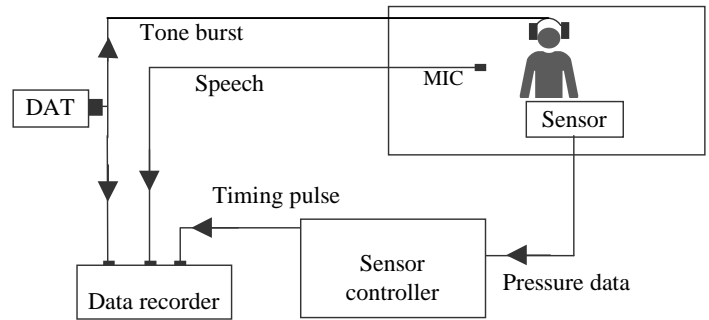 Tone burst
Speech
MIC
DAT
Sensor
Timing pulse
Sensor
controller
Pressure data
Data recorder